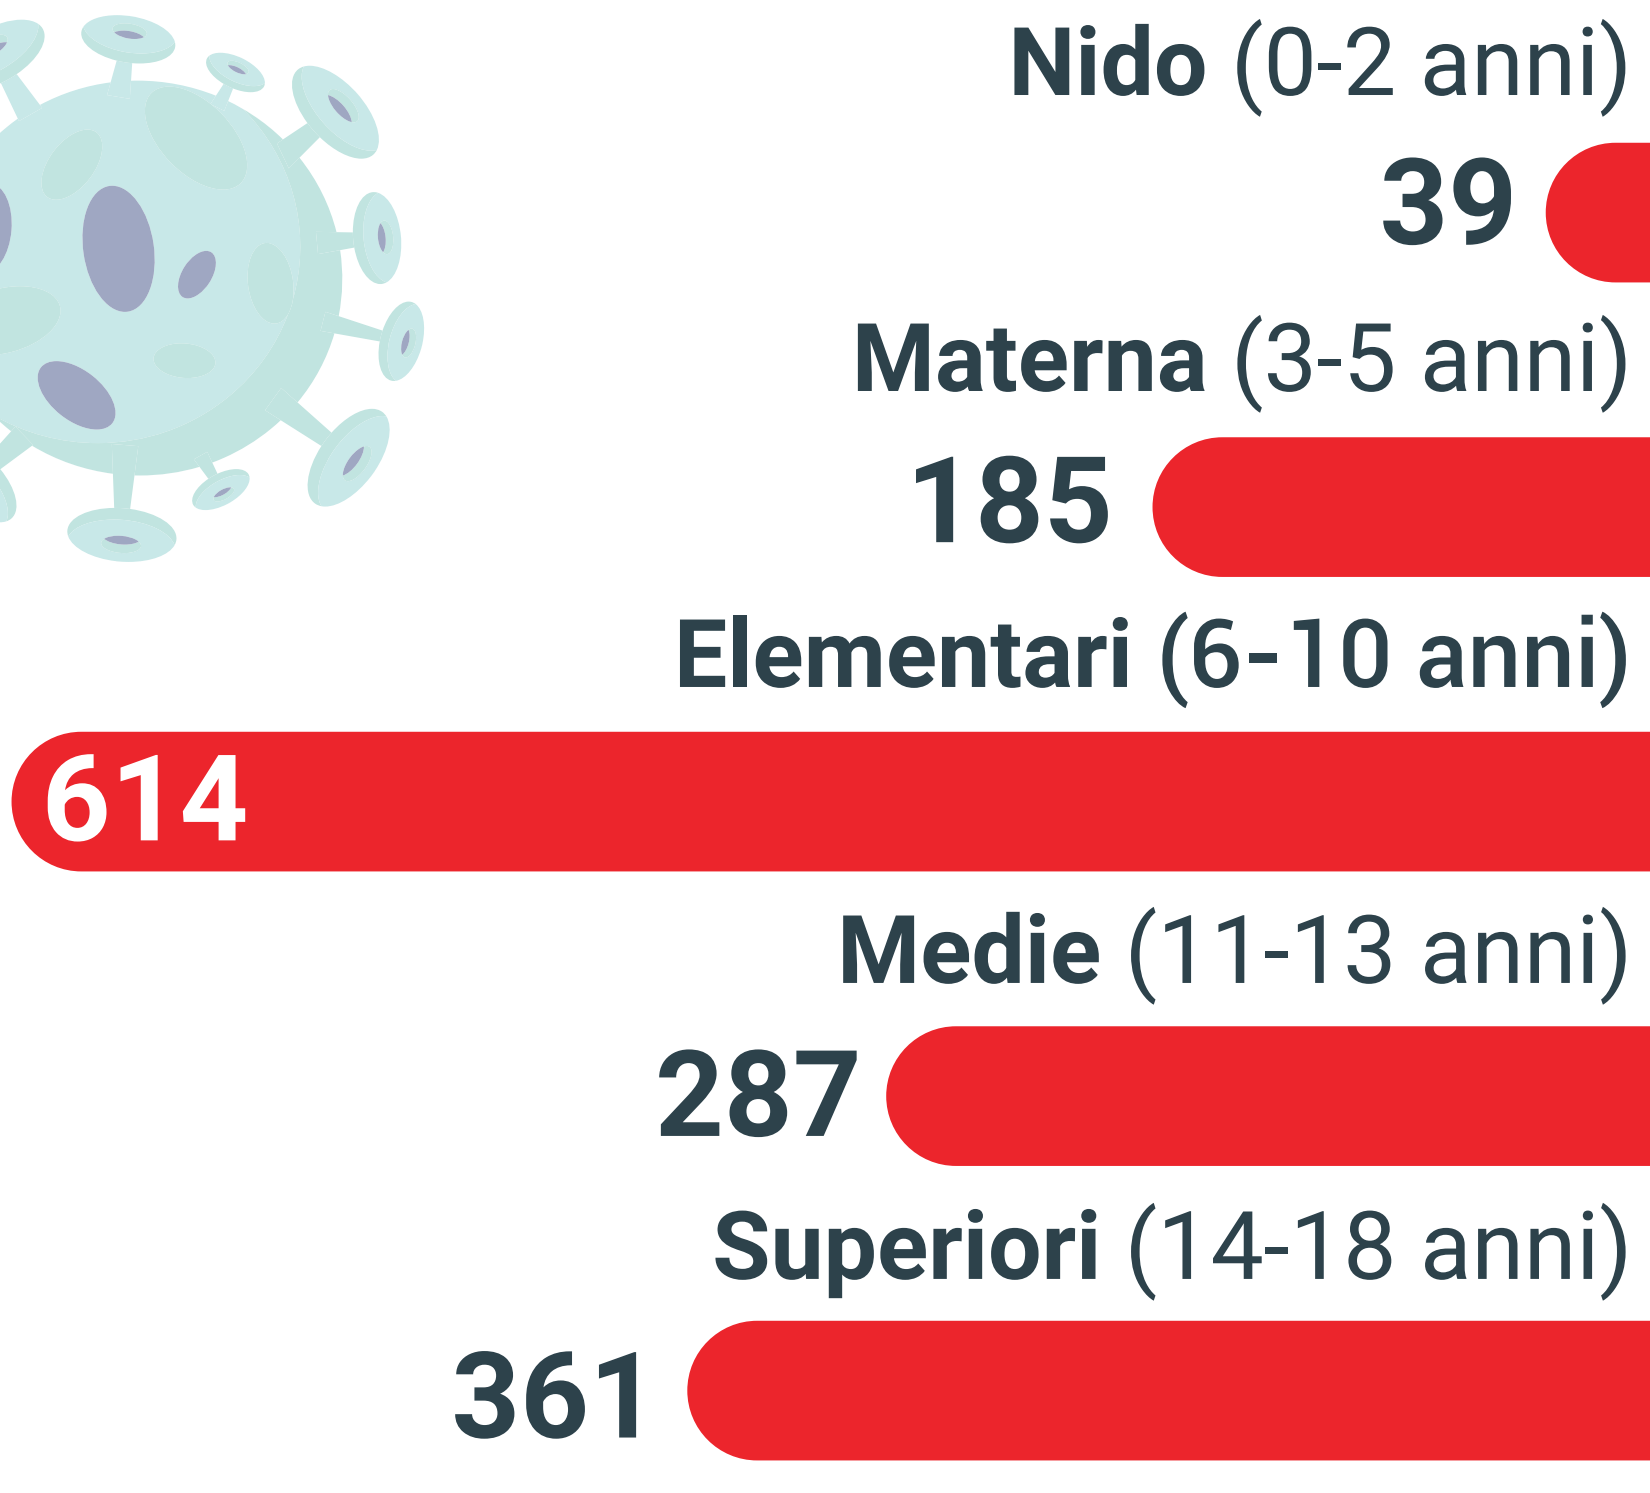 Nido (0-2 anni)
39
Materna (3-5 anni)
185
Elementari (6-10 anni)
614
Medie (11-13 anni)
287
Superiori (14-18 anni)
361